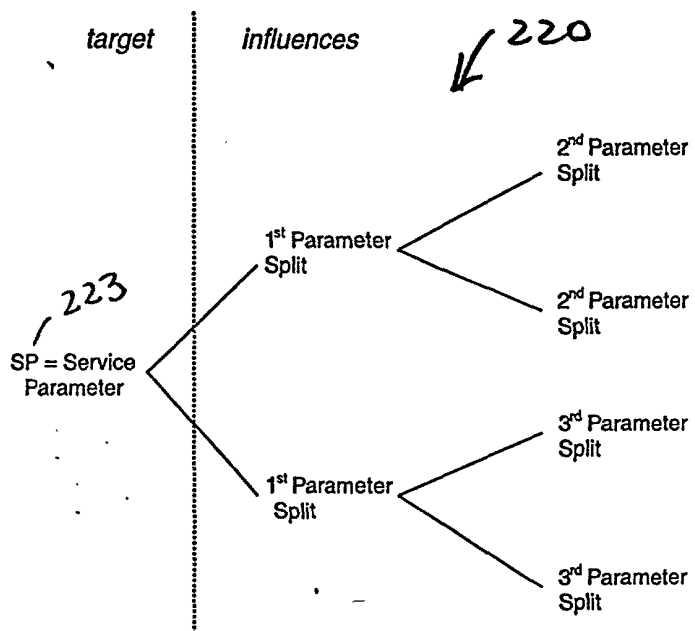 target
influences
220
2nd Parameter
Split
1st Parameter
Split
2nd Parameter
Split
223
SP = Service
Parameter
3rd Parameter
Split
1st Parameter
Split
3rd Parameter
Split